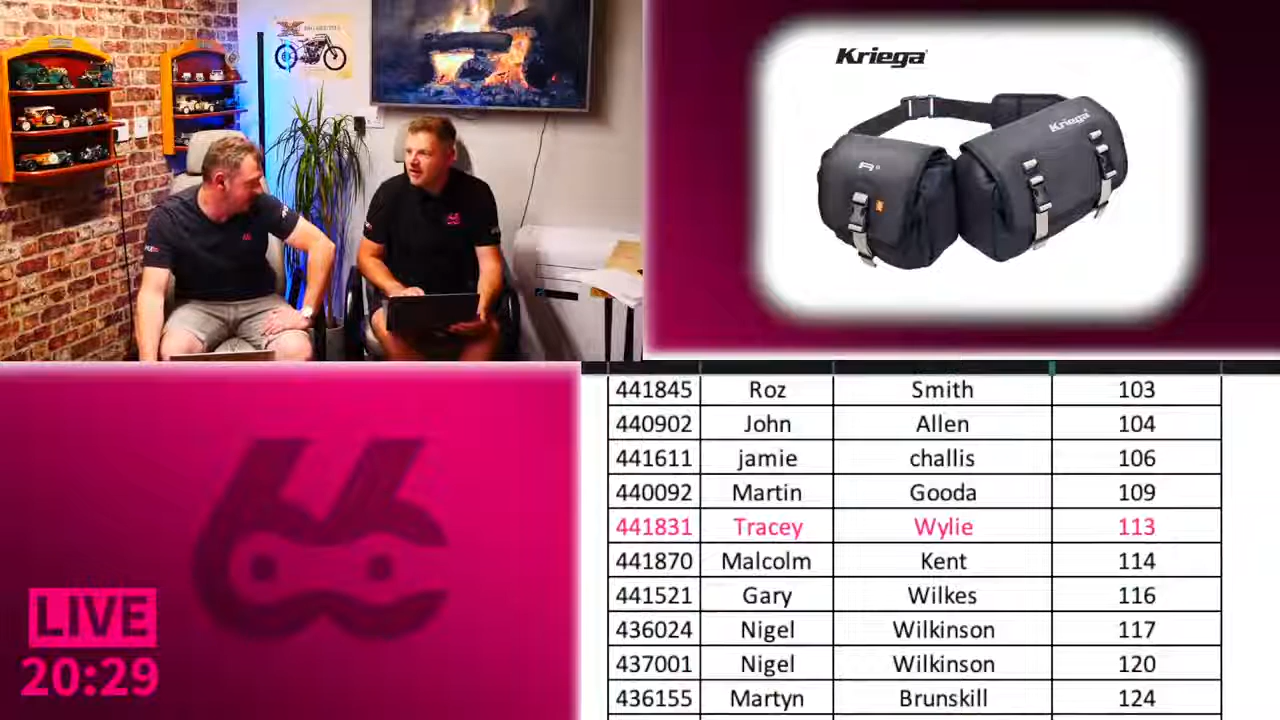 Kriega
Kriega
R
LIVE
20:29
441845 Roz Smith 103
440902 John Allen 104
441611 jamie challis 106
440092 Martin Gooda 109
441831 Tracey Wylie 113
441870 Malcolm Kent 114
441521 Gary Wilkes 116
436024 Nigel Wilkinson 117
437001 Nigel Wilkinson 120
436155 Martyn Brunskill 124